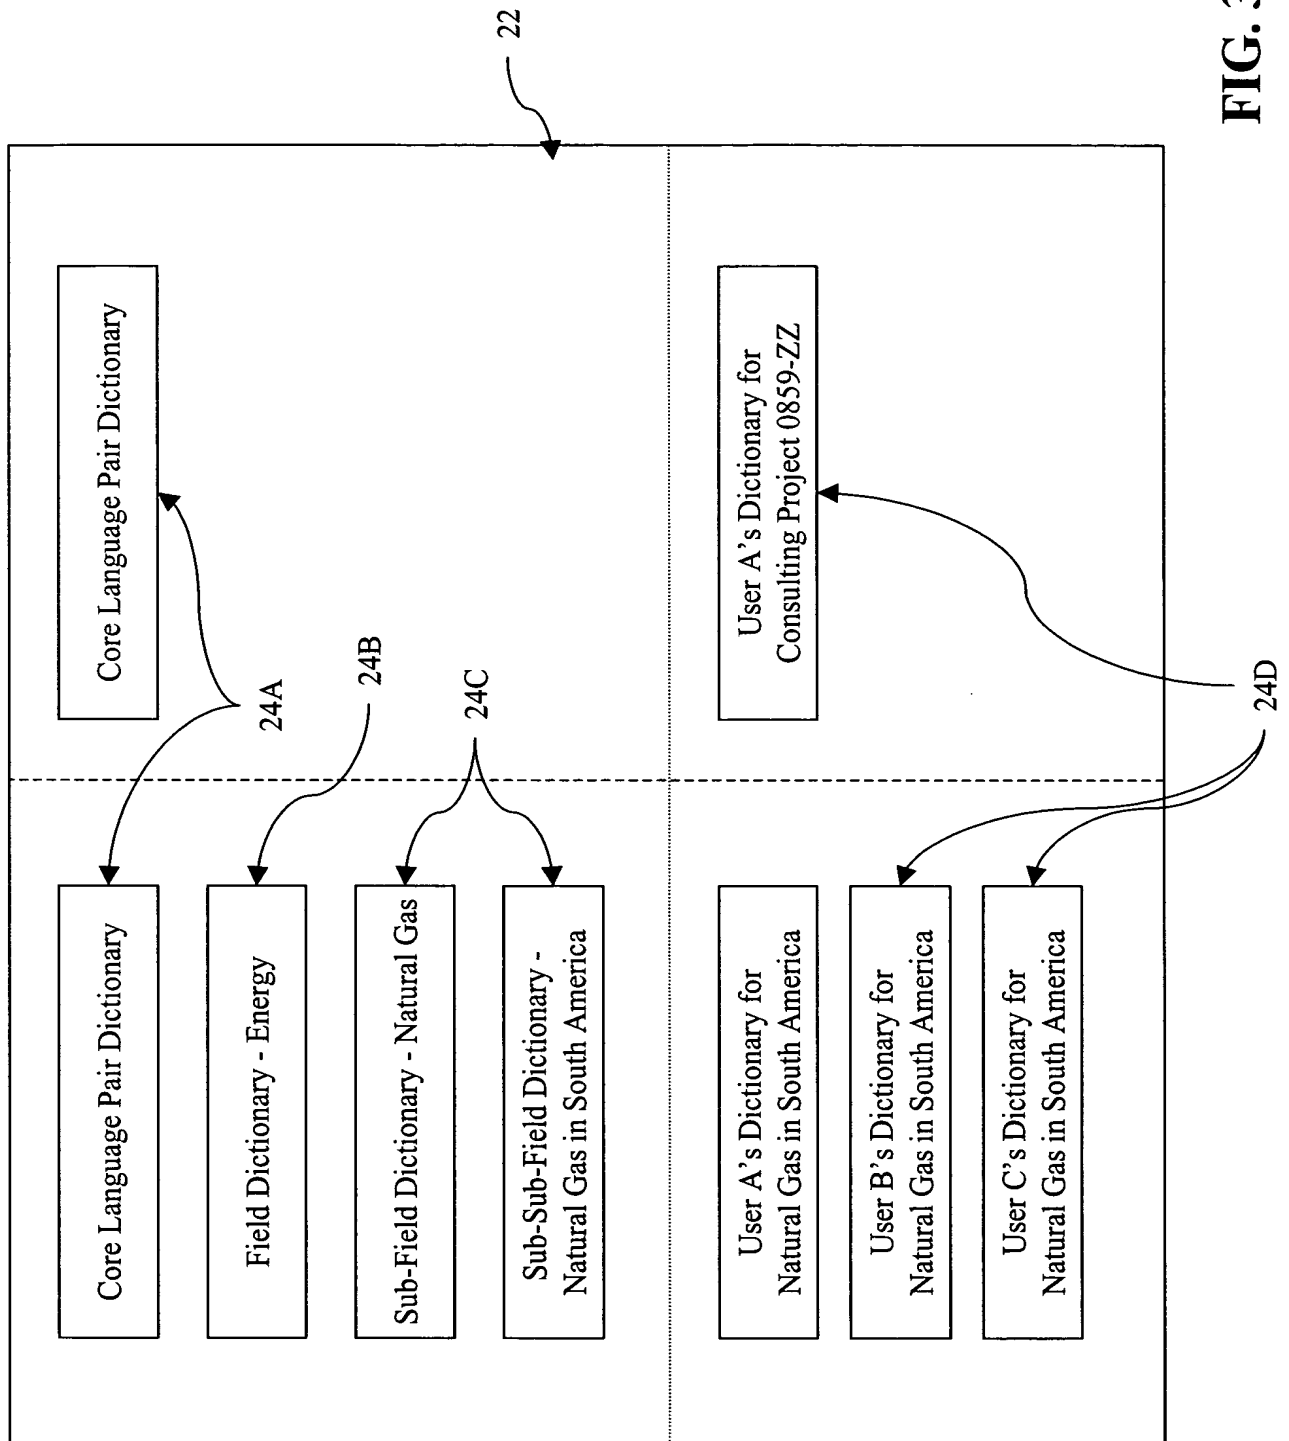 Core Language Pair Dictionary
Core Language Pair Dictionary
24A
Field Dictionary - Energy
24B
Sub-Field Dictionary - Natural Gas
24C
Sub-Sub-Field Dictionary -
Natural Gas in South America
22
User A's Dictionary for
Natural Gas in South America
User A's Dictionary for
Consulting Project 0859-ZZ
User B's Dictionary for
Natural Gas in South America
User C's Dictionary for
Natural Gas in South America
24D
FIG. 3